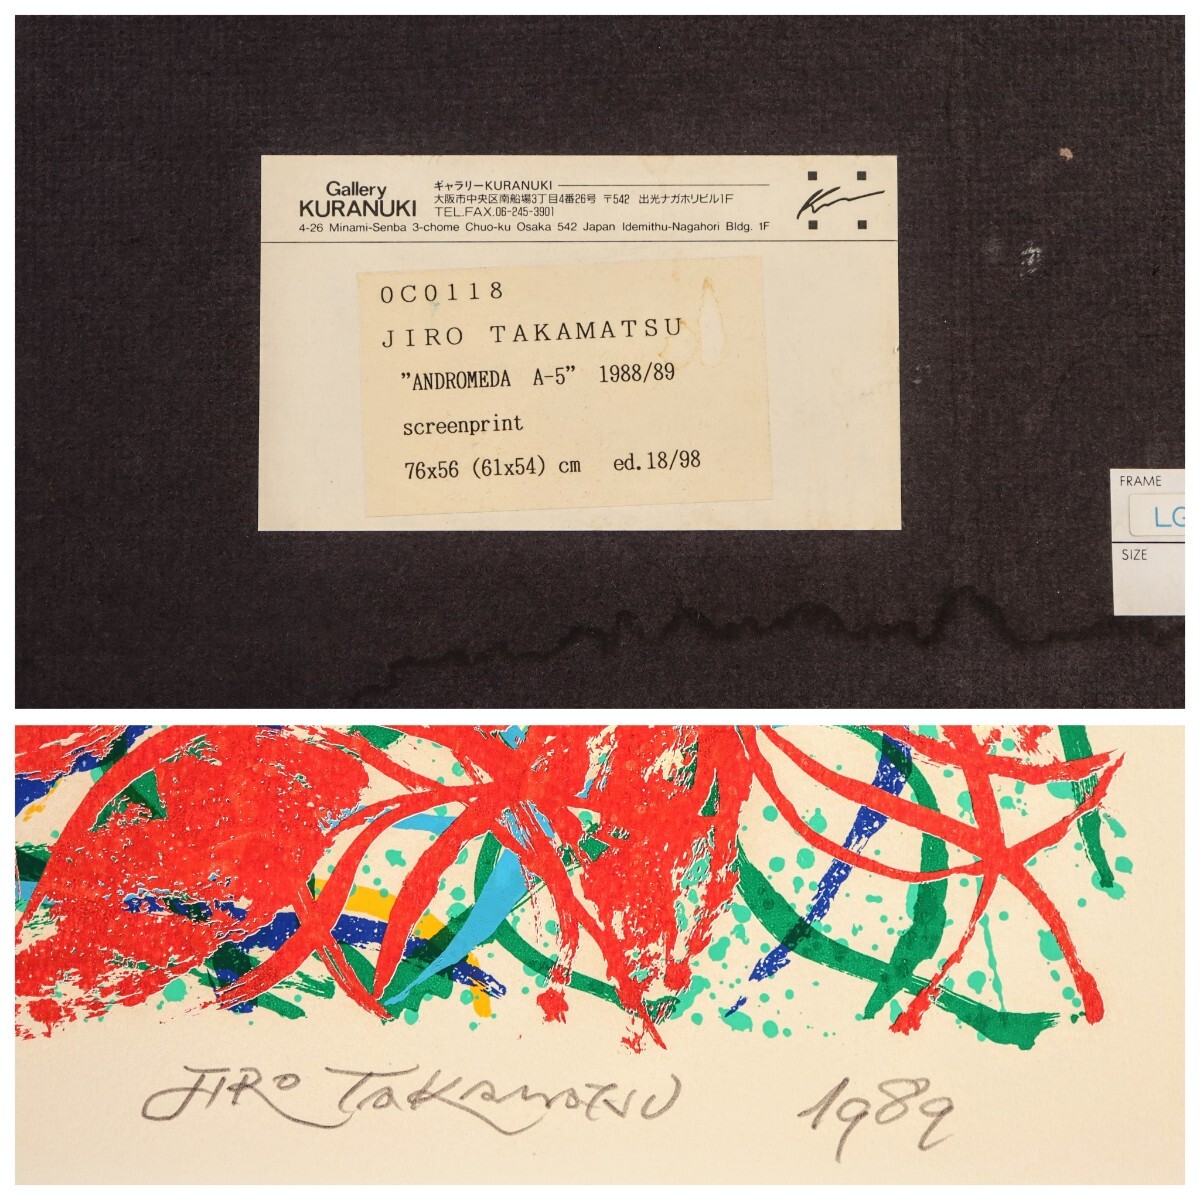 Gallery
KURANUKI
ギャラリーKURANUKI
大阪市中央区南船場3丁目4番26号 〒542 出光ナガホリビル1F
TEL.FAX.06-245-3901
4-26 Minami-Senba 3-chome Chuo-ku Osaka 542 Japan Idemithu-Nagahori Bldg. 1F
0C0118
JIRO TAKAMATSU
"ANDROMEDA A-5" 1988/89
screenprint
76x56 (61x54) cm ed.18/98
FRAME
LG
SIZE
JIRO TAKAMATSU 1989